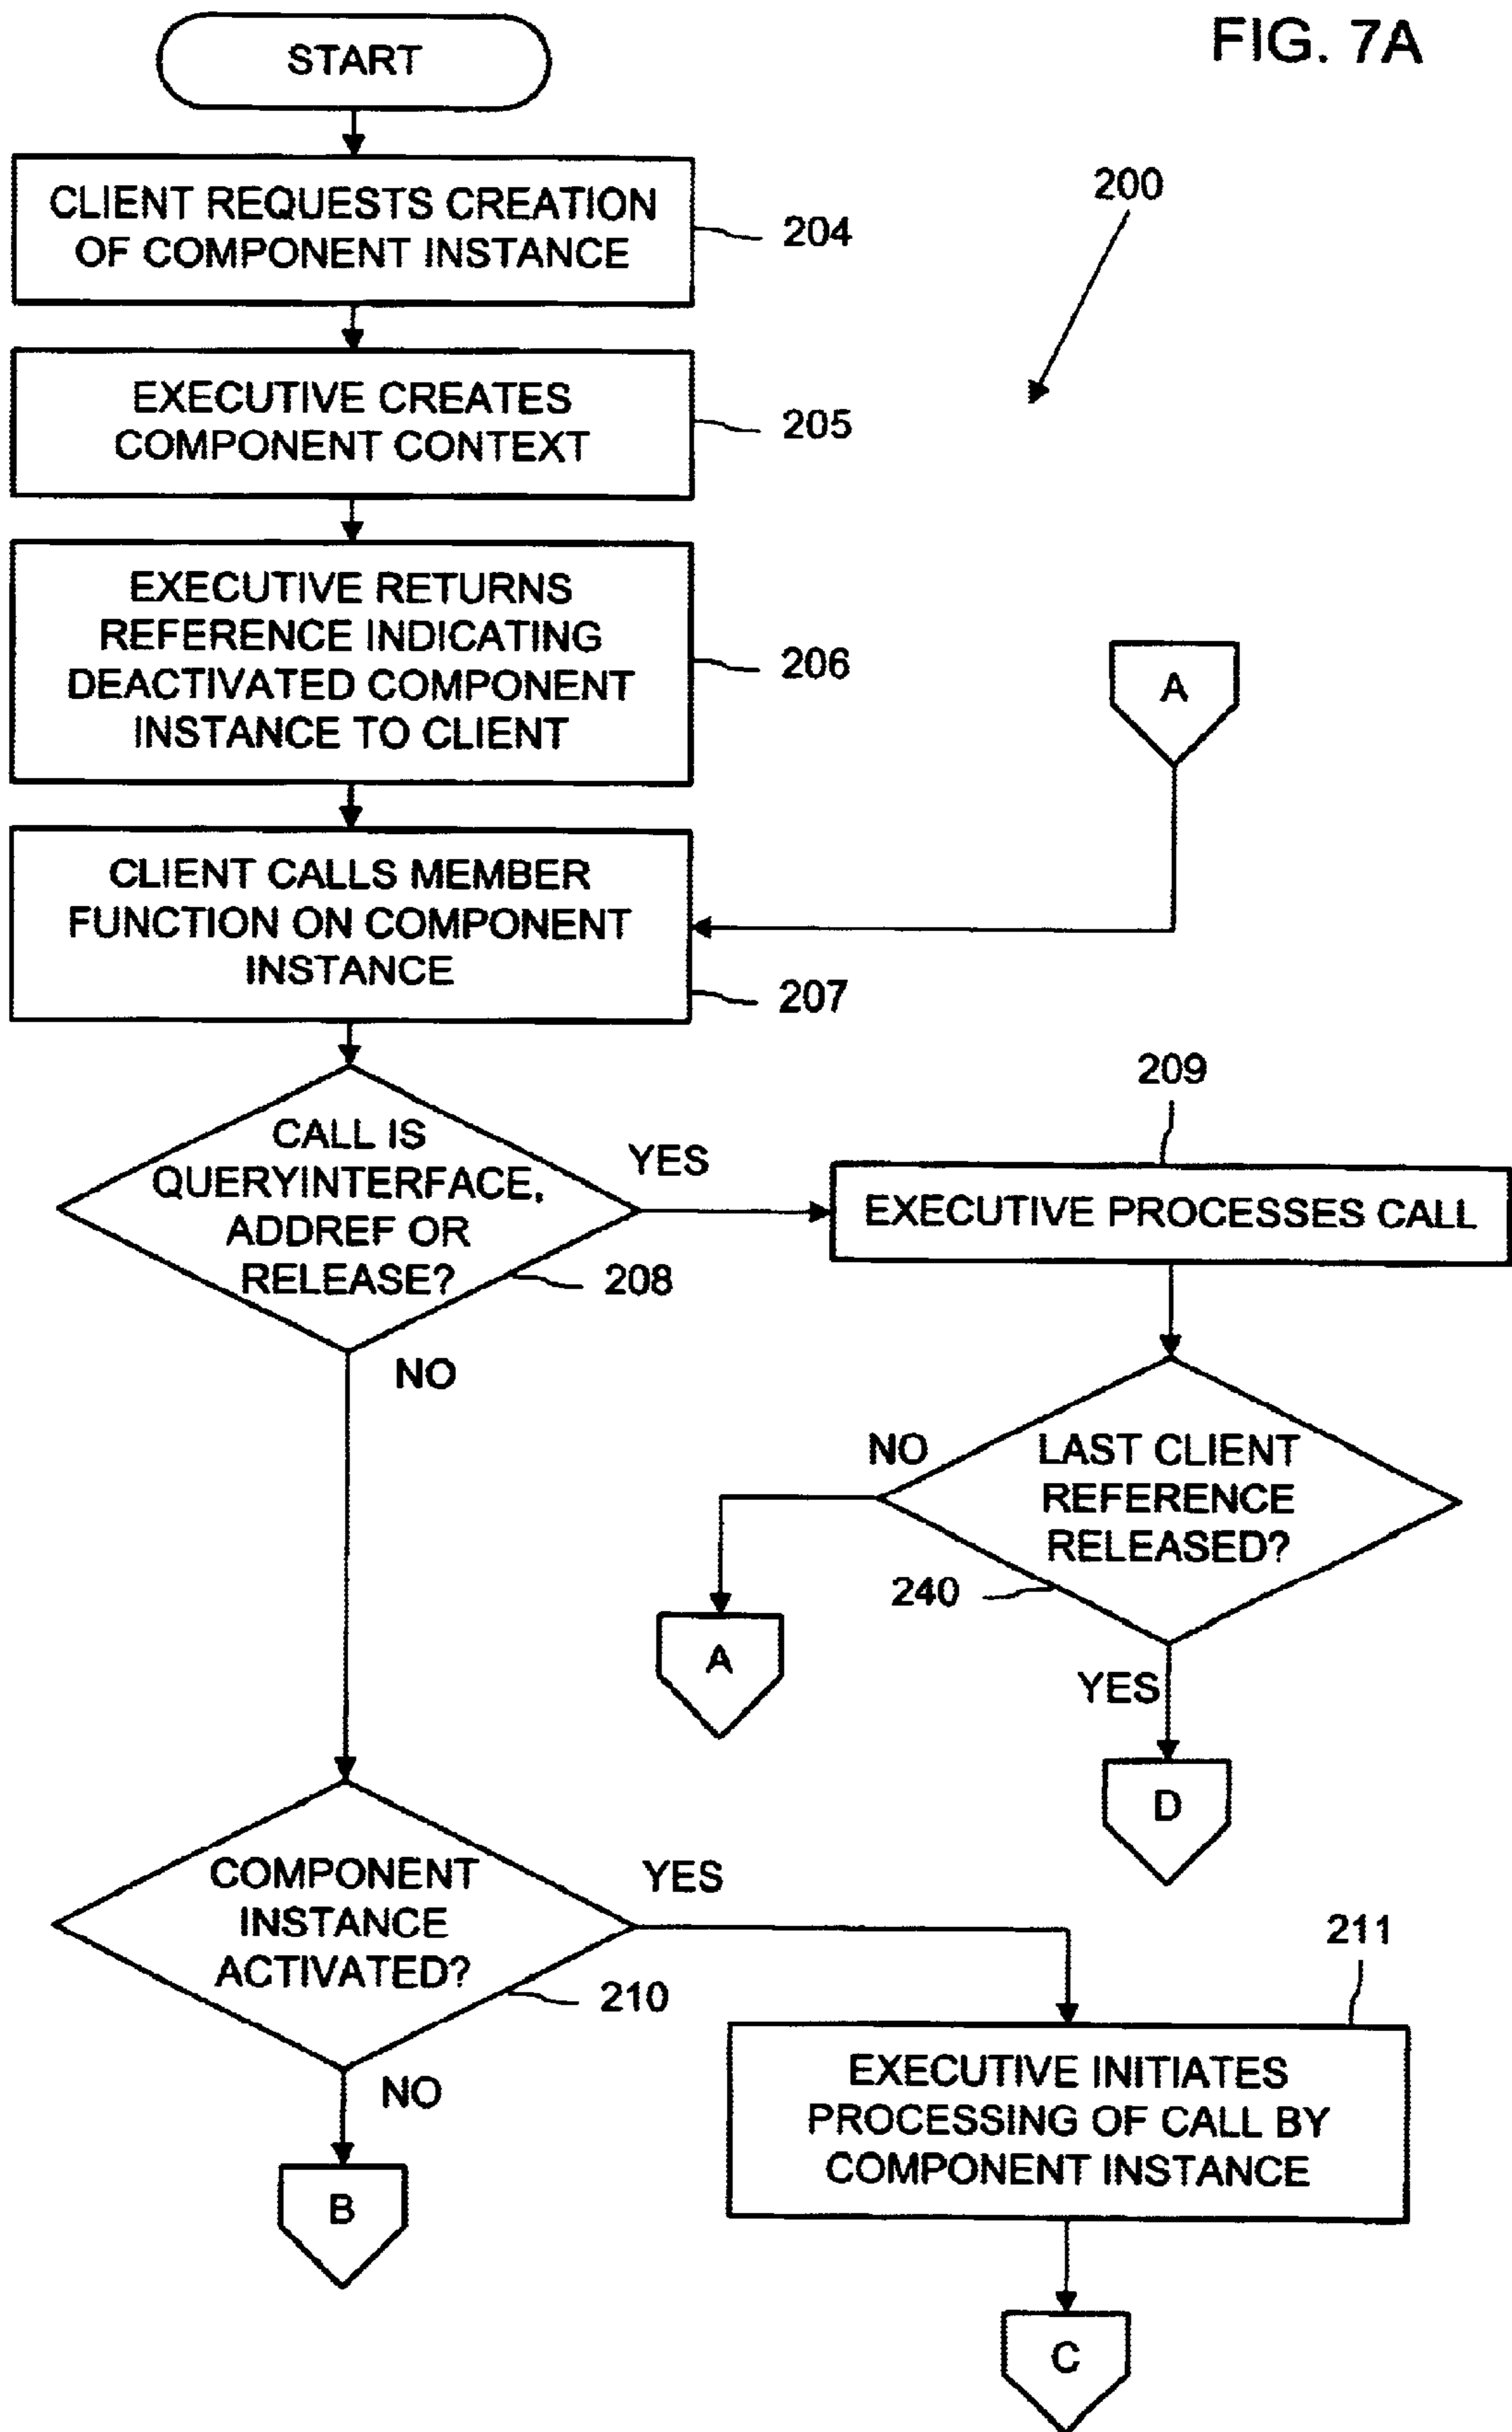 FIG. 7A
START
200
CLIENT REQUESTS CREATION
OF COMPONENT INSTANCE
204
EXECUTIVE CREATES
COMPONENT CONTEXT
205
EXECUTIVE RETURNS
REFERENCE INDICATING
DEACTIVATED COMPONENT
INSTANCE TO CLIENT
206
A
CLIENT CALLS MEMBER
FUNCTION ON COMPONENT
INSTANCE
207
CALL IS
QUERYINTERFACE,
ADDREF OR
RELEASE?
208
YES
209
EXECUTIVE PROCESSES CALL
NO
LAST CLIENT
REFERENCE
RELEASED?
240
NO
A
YES
D
COMPONENT
INSTANCE
ACTIVATED?
210
YES
211
EXECUTIVE INITIATES
PROCESSING OF CALL BY
COMPONENT INSTANCE
NO
B
C